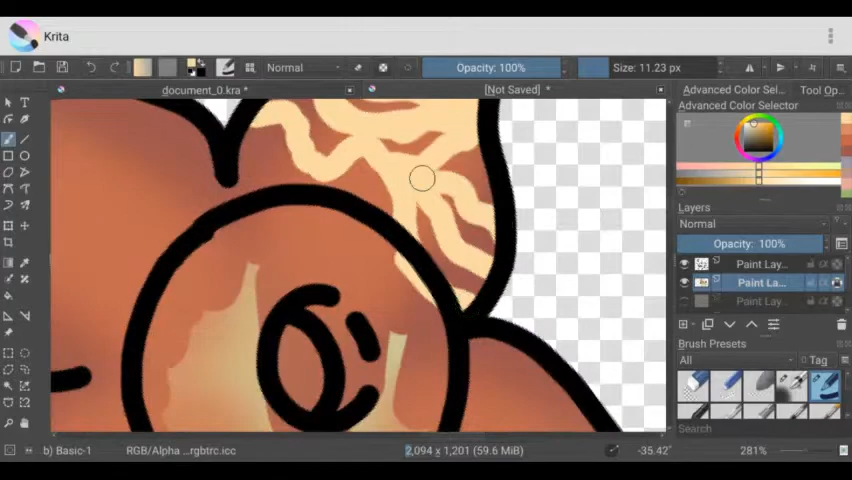 Krita
Normal
Opacity: 100%
Size: 11.23 px
document_0.kra *
[Not Saved] *
Advanced Color Sel...
Tool Op...
Advanced Color Selector
Layers
Normal
Opacity: 100%
Paint Lay...
Paint La...
Paint Lay...
Brush Presets
All
Tag
Search
b) Basic-1
RGB/Alpha ...rgbtrc.icc
2,094 x 1,201 (59.6 MiB)
-35.42°
281%